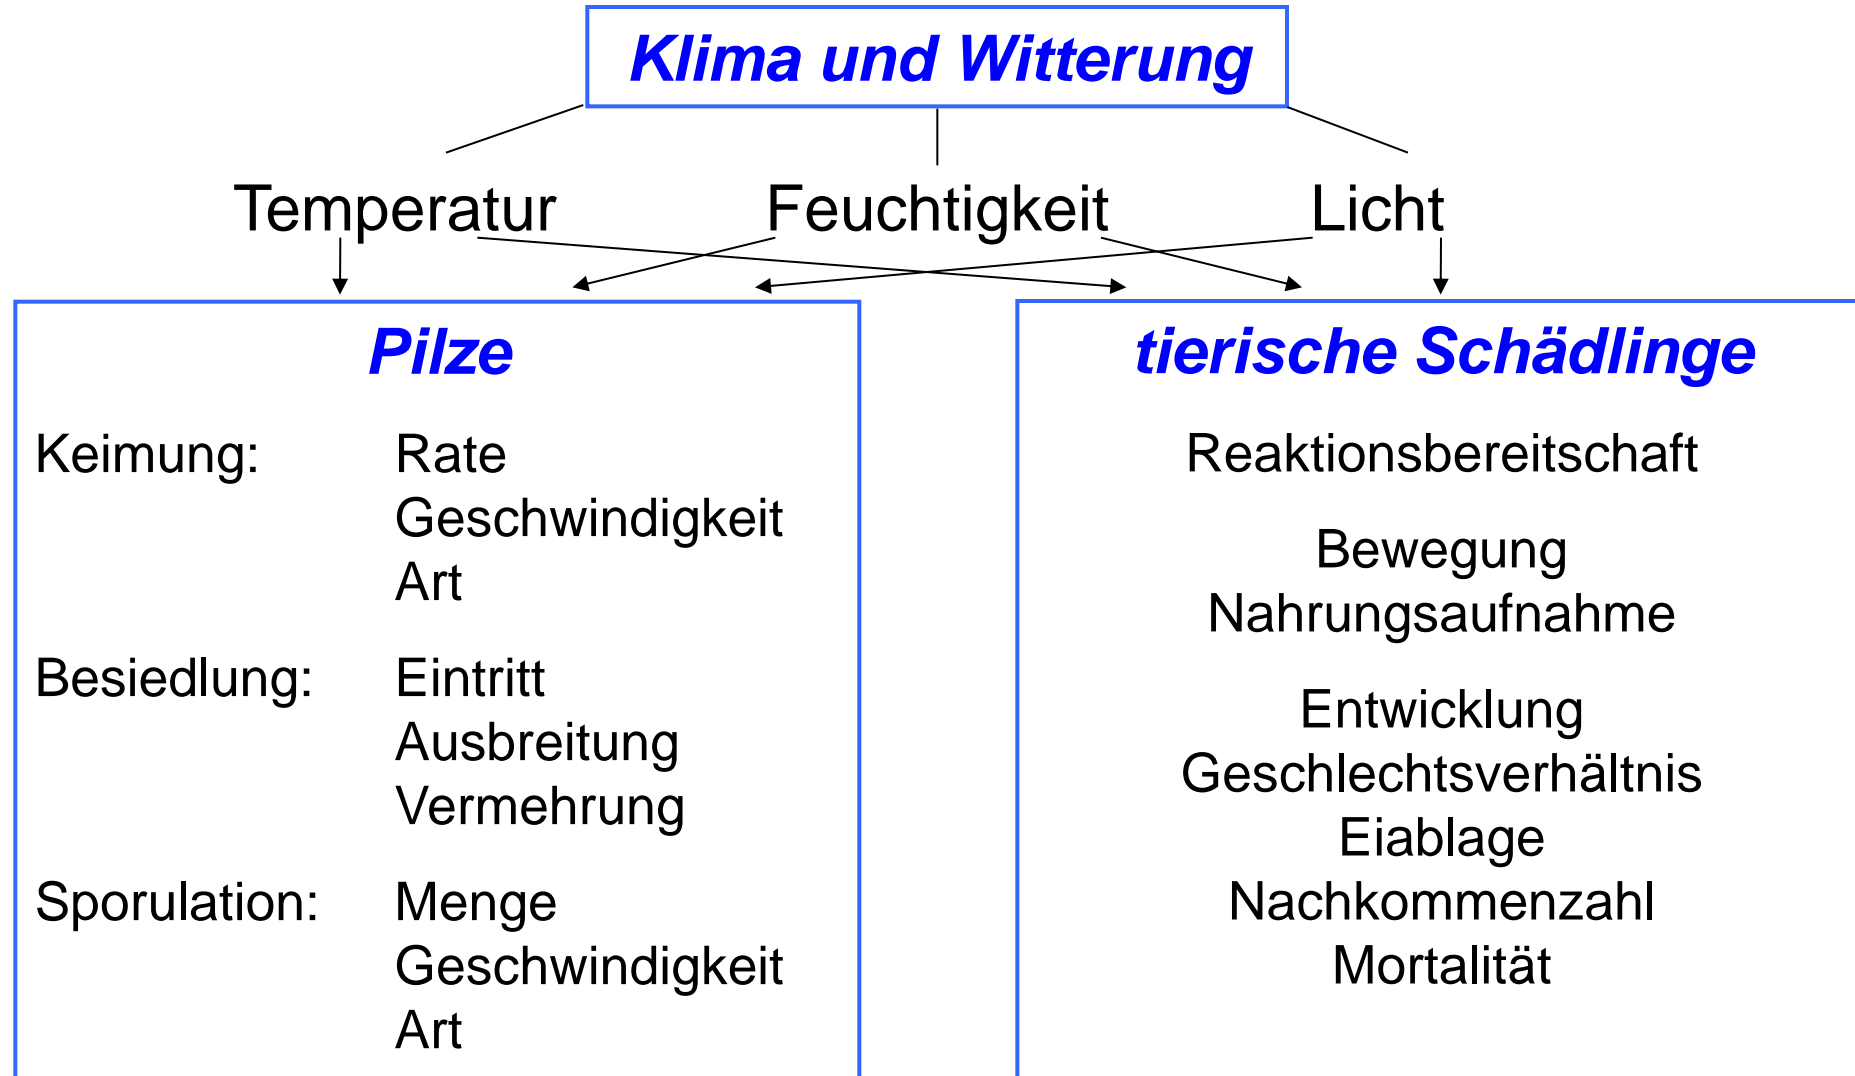 Klima und Witterung
Temperatur Feuchtigkeit Licht
Pilze
Keimung: Rate
Geschwindigkeit
Art
Besiedlung: Eintritt
Ausbreitung
Vermehrung
Sporulation: Menge
Geschwindigkeit
Art
tierische Schädlinge
Reaktionsbereitschaft
Bewegung
Nahrungsaufnahme
Entwicklung
Geschlechtsverhältnis
Eiablage
Nachkommenzahl
Mortalität